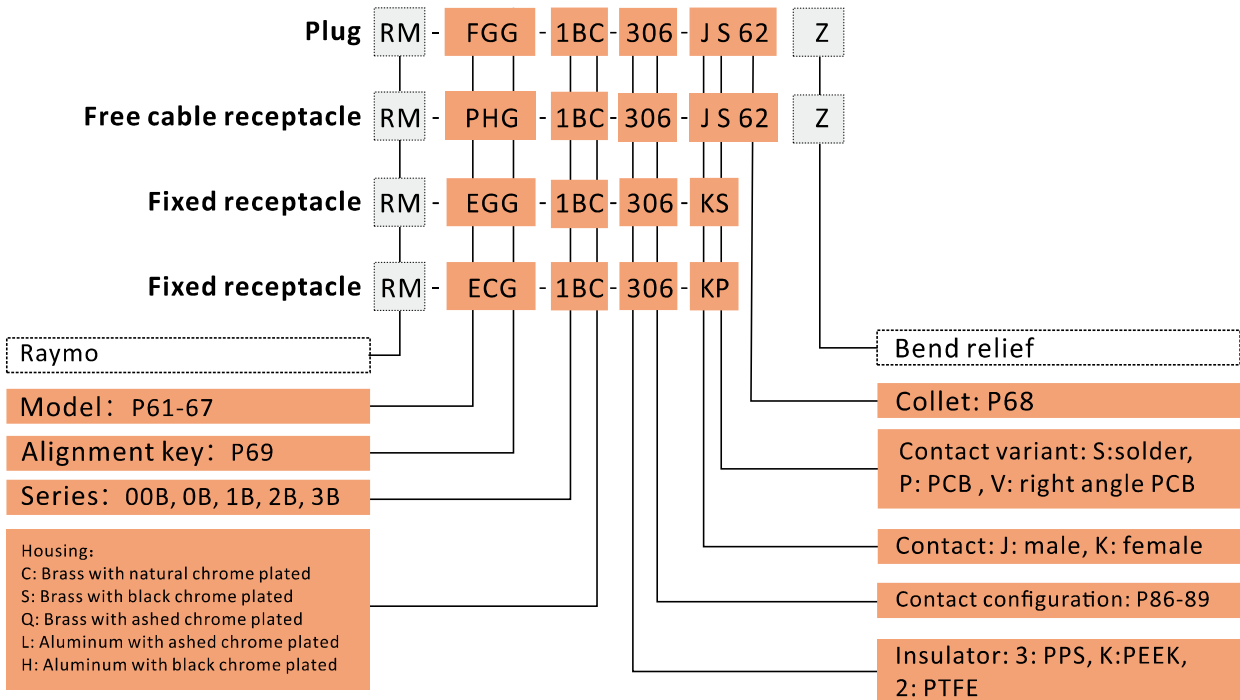 Plug RM - FGG - 1BC - 306 - J S 62 Z
Free cable receptacle RM - PHG - 1BC - 306 - J S 62 Z
Fixed receptacle RM - EGG - 1BC - 306 - KS
Fixed receptacle RM - ECG - 1BC - 306 - KP
Raymo
Model: P61-67
Alignment key: P69
Series: 00B, 0B, 1B, 2B, 3B
Housing:
C: Brass with natural chrome plated
S: Brass with black chrome plated
Q: Brass with ashed chrome plated
L: Aluminum with ashed chrome plated
H: Aluminum with black chrome plated
Bend relief
Collet: P68
Contact variant: S:solder,
P: PCB , V: right angle PCB
Contact: J: male, K: female
Contact configuration: P86-89
Insulator: 3: PPS, K:PEEK,
2: PTFE